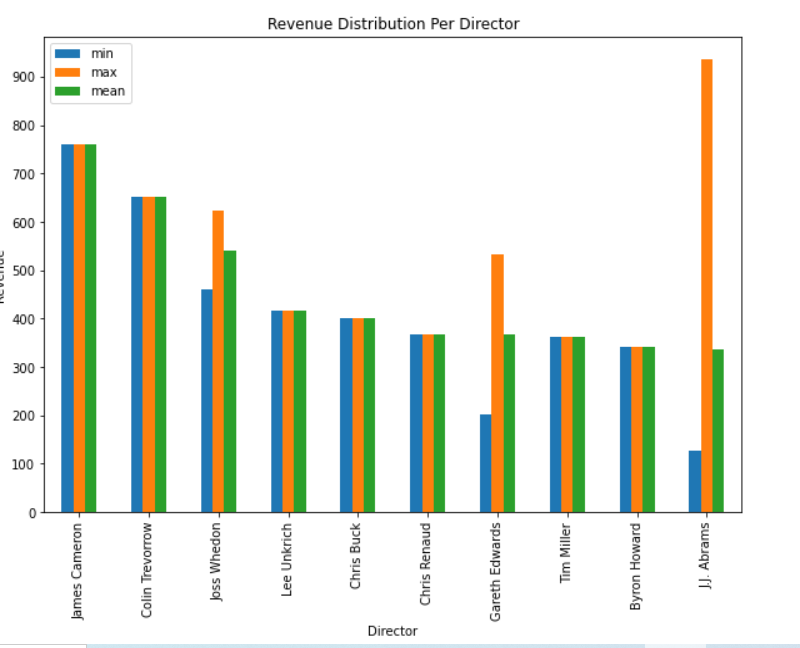 Revenue Distribution Per Director
min
max
mean
900
800
700
600
500
400
300
200
100
0
Revenue
James Cameron
Colin Trevorrow
Joss Whedon
Lee Unkrich
Chris Buck
Chris Renaud
Gareth Edwards
Tim Miller
Byron Howard
J.J. Abrams
Director